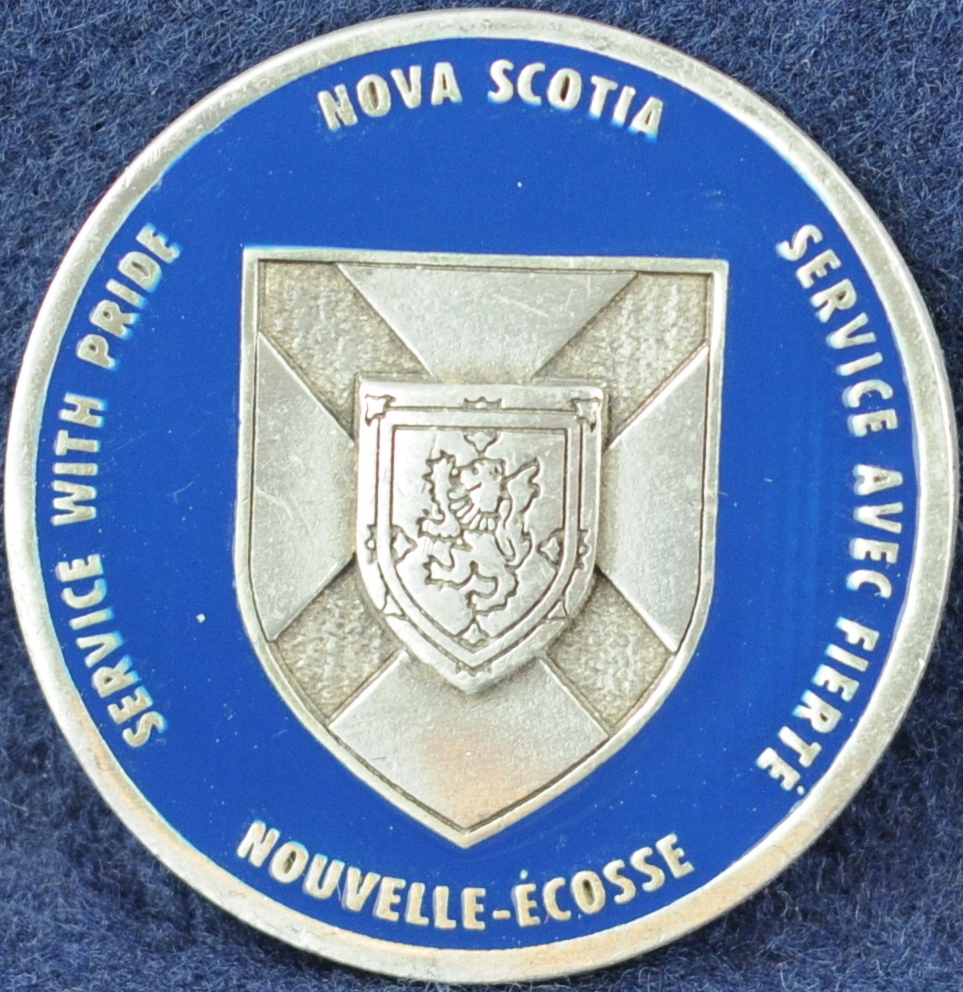 NOVA SCOTIA
SERVICE WITH PRIDE
SERVICE AVEC FIERTÉ
NOUVELLE-ÉCOSSE